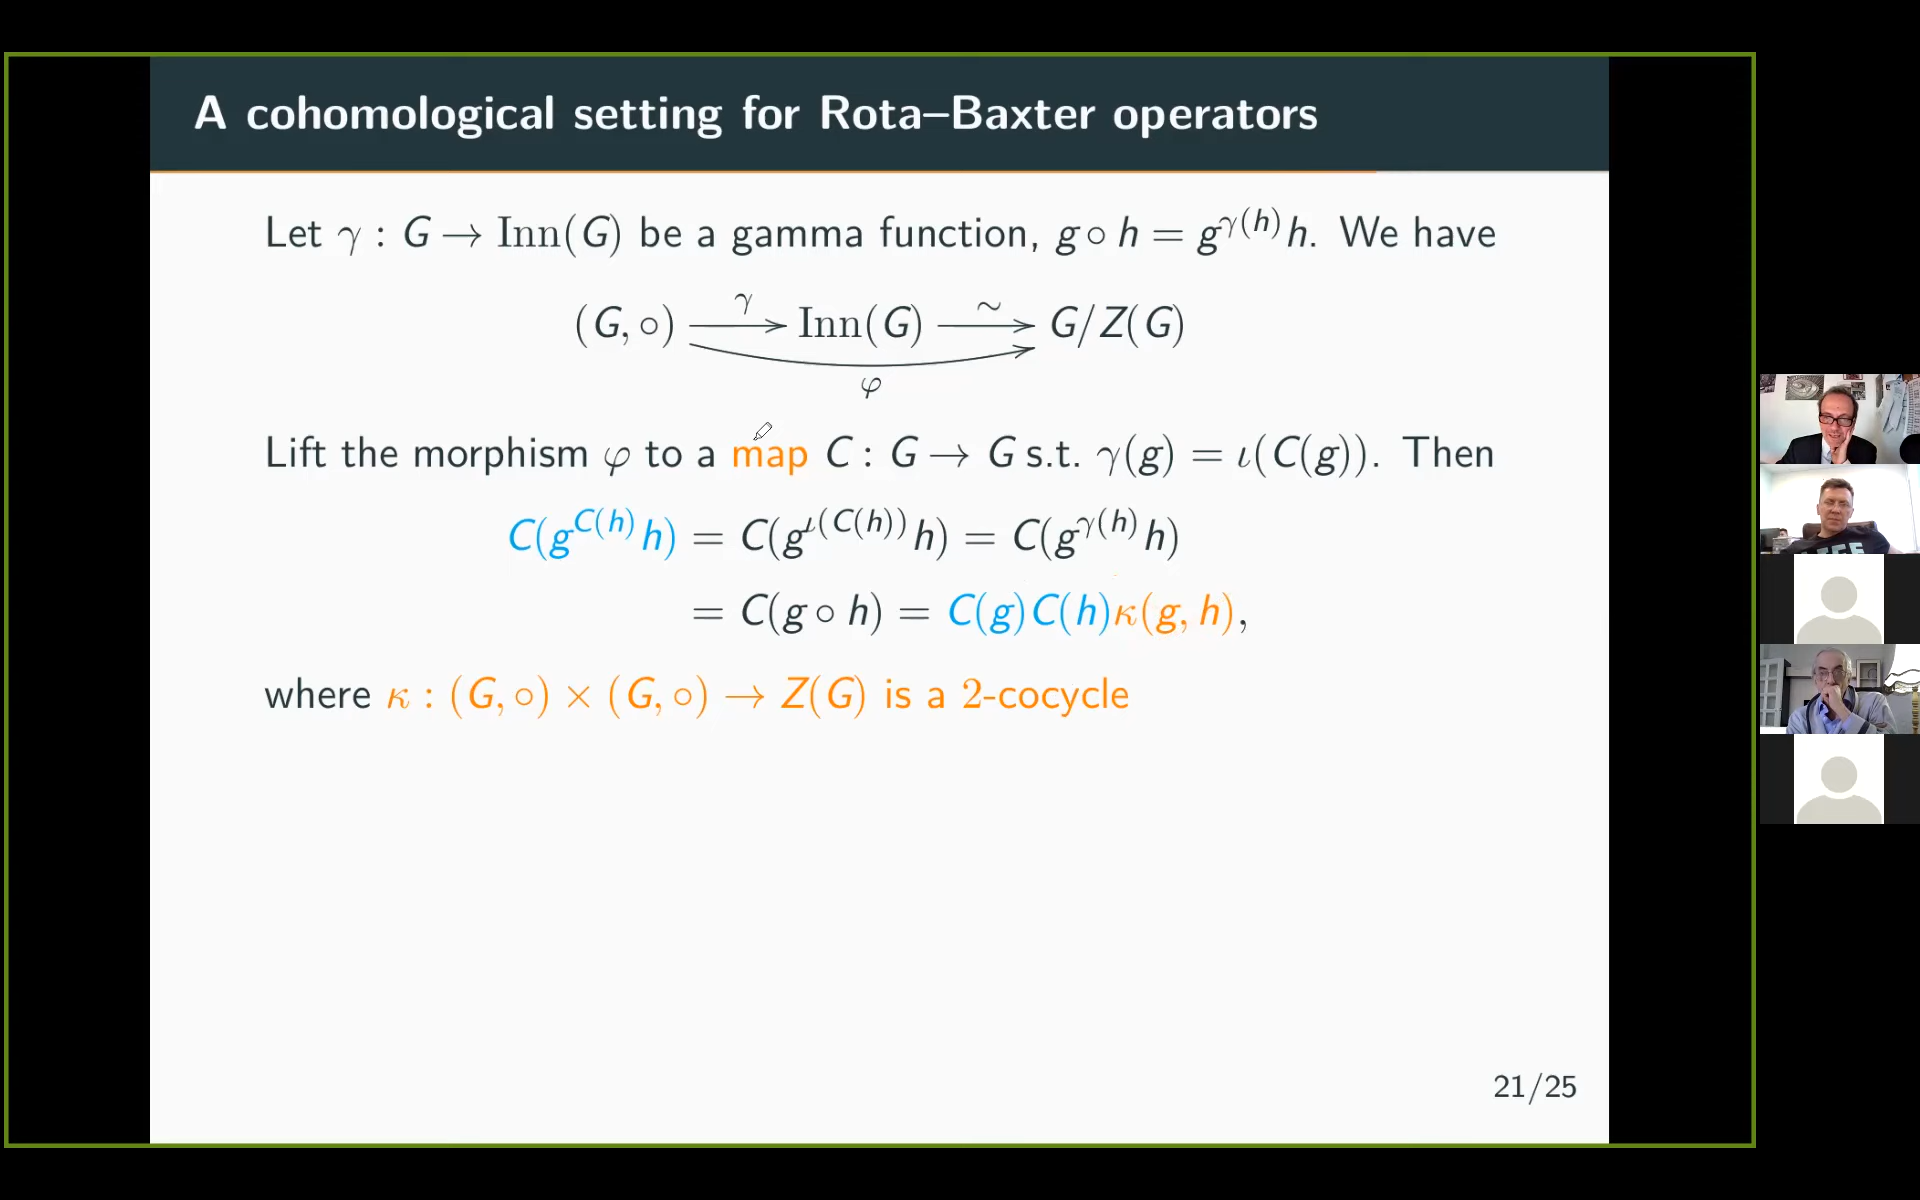 A cohomological setting for Rota–Baxter operators
Let γ : G → Inn(G) be a gamma function, g ∘ h = g^{γ(h)}h. We have
(G, ∘) γ → Inn(G) ∼ → G/Z(G)
φ
Lift the morphism φ to a map C : G → G s.t. γ(g) = ι(C(g)). Then
C(g^{C(h)}h) = C(g^{ι(C(h))}h) = C(g^{γ(h)}h)
= C(g ∘ h) = C(g)C(h)κ(g, h),
where κ : (G, ∘) × (G, ∘) → Z(G) is a 2-cocycle
21/25